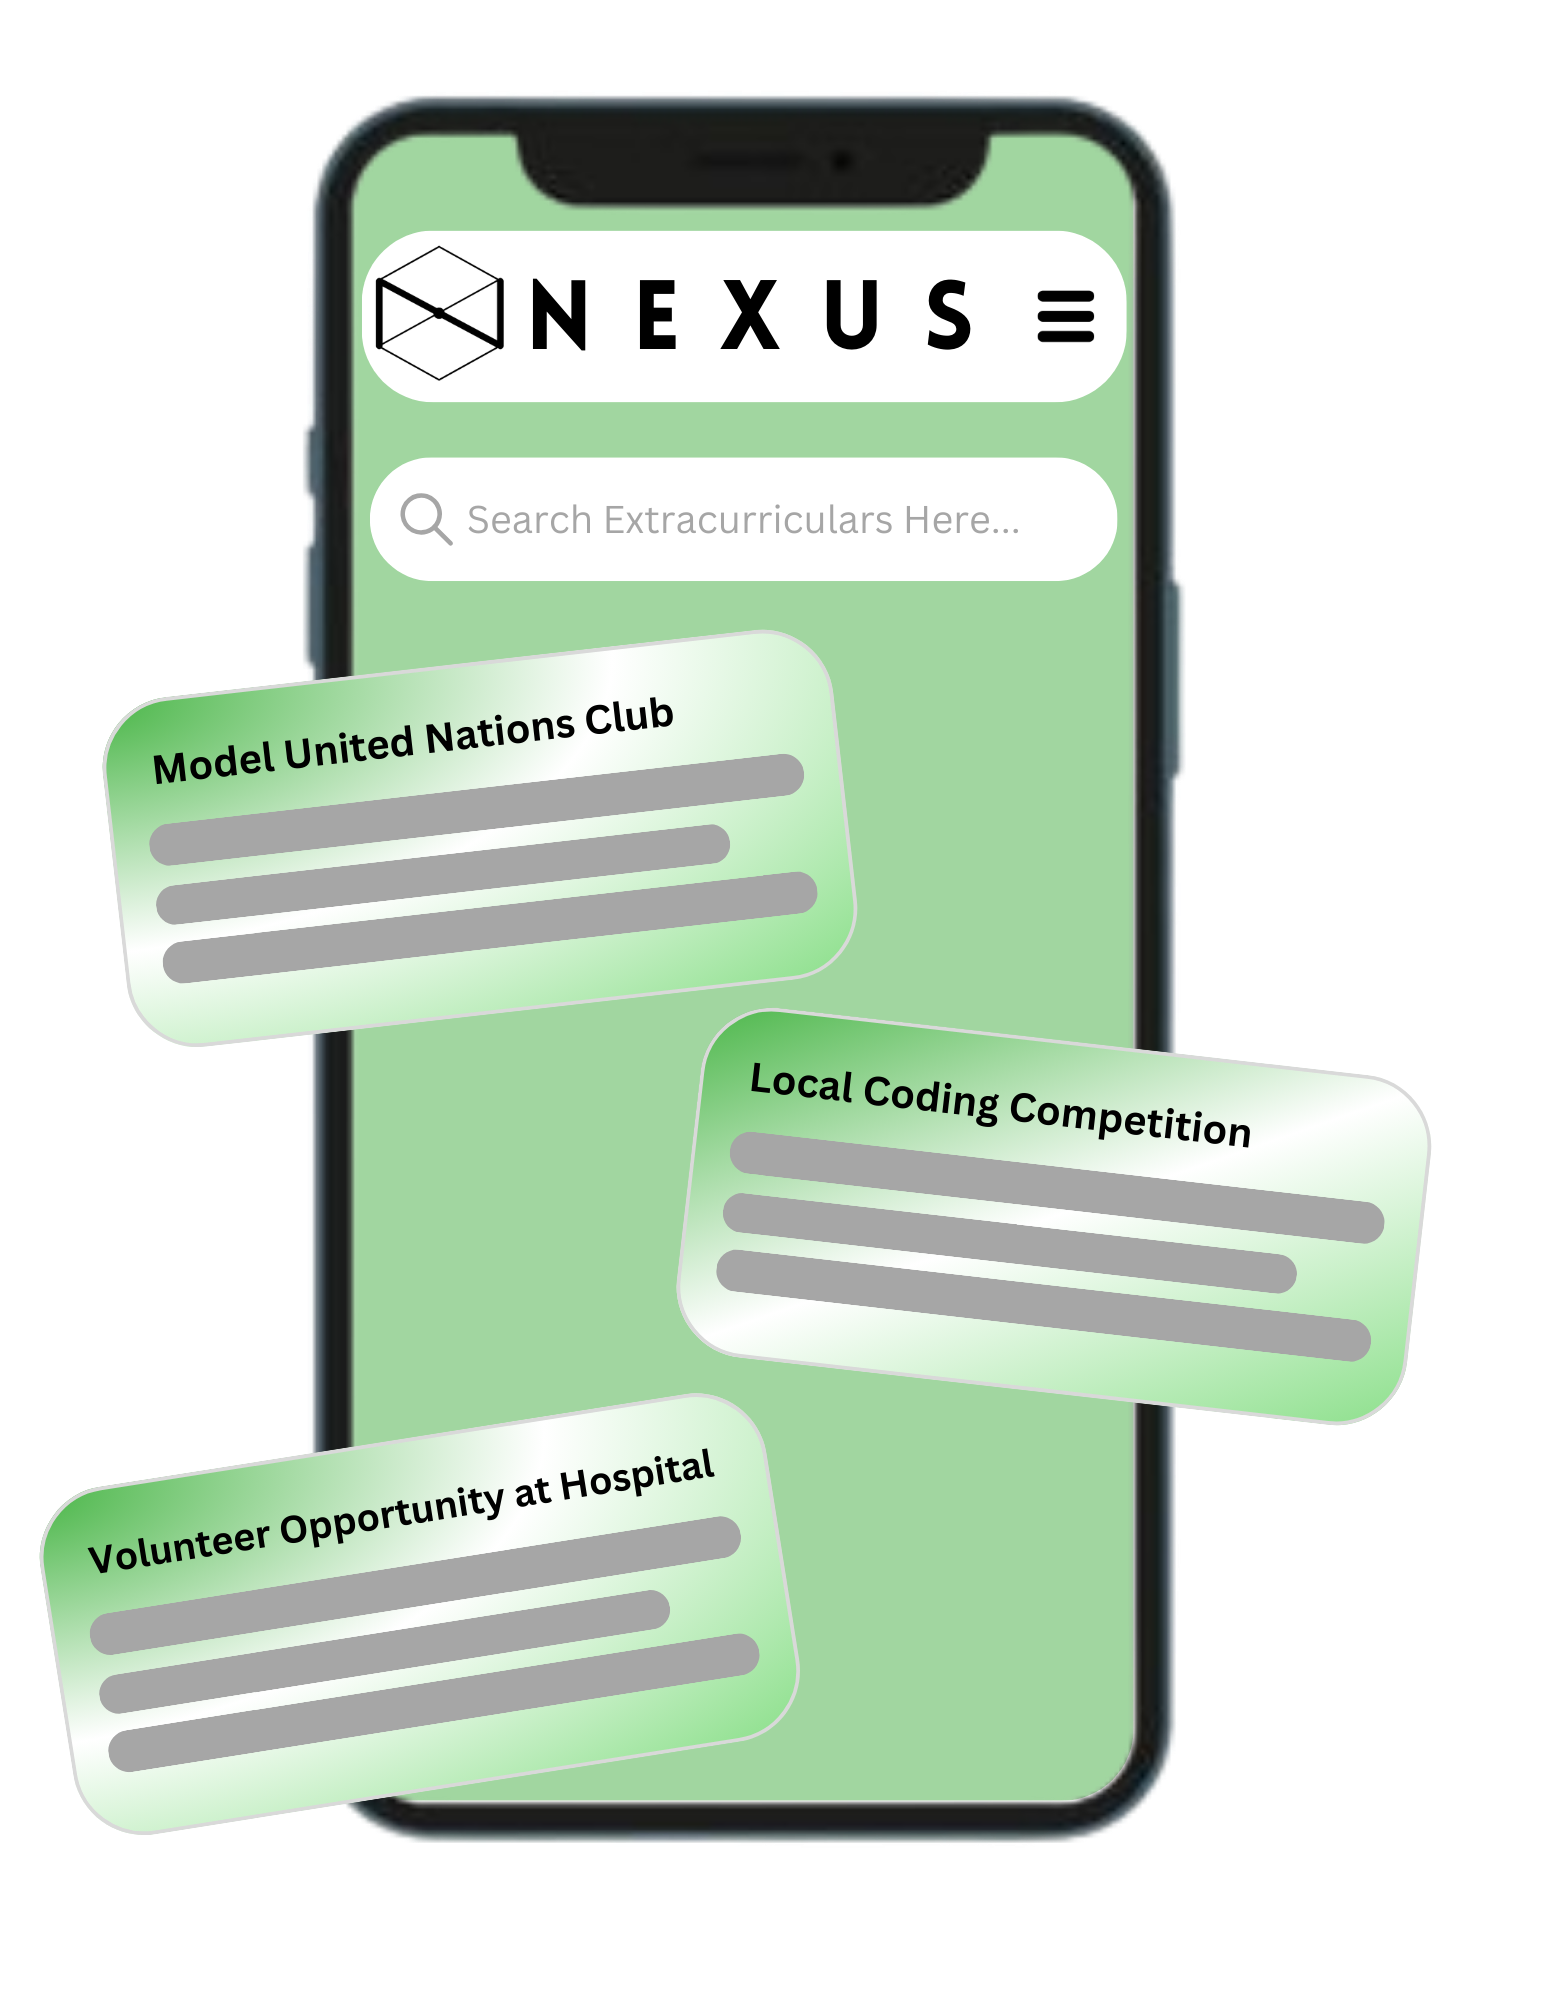 NEXUS
Search Extracurriculars Here...
Model United Nations Club
Local Coding Competition
Volunteer Opportunity at Hospital